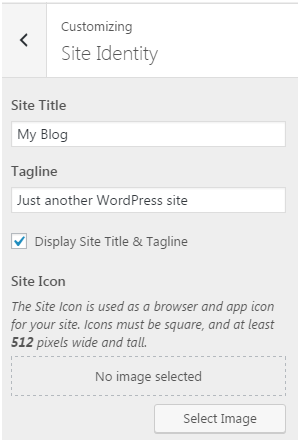 Customizing
Site Identity
Site Title
My Blog
Tagline
Just another WordPress site
Display Site Title & Tagline
Site Icon
The Site Icon is used as a browser and app icon
for your site. Icons must be square, and at least
512 pixels wide and tall.
No image selected
Select Image